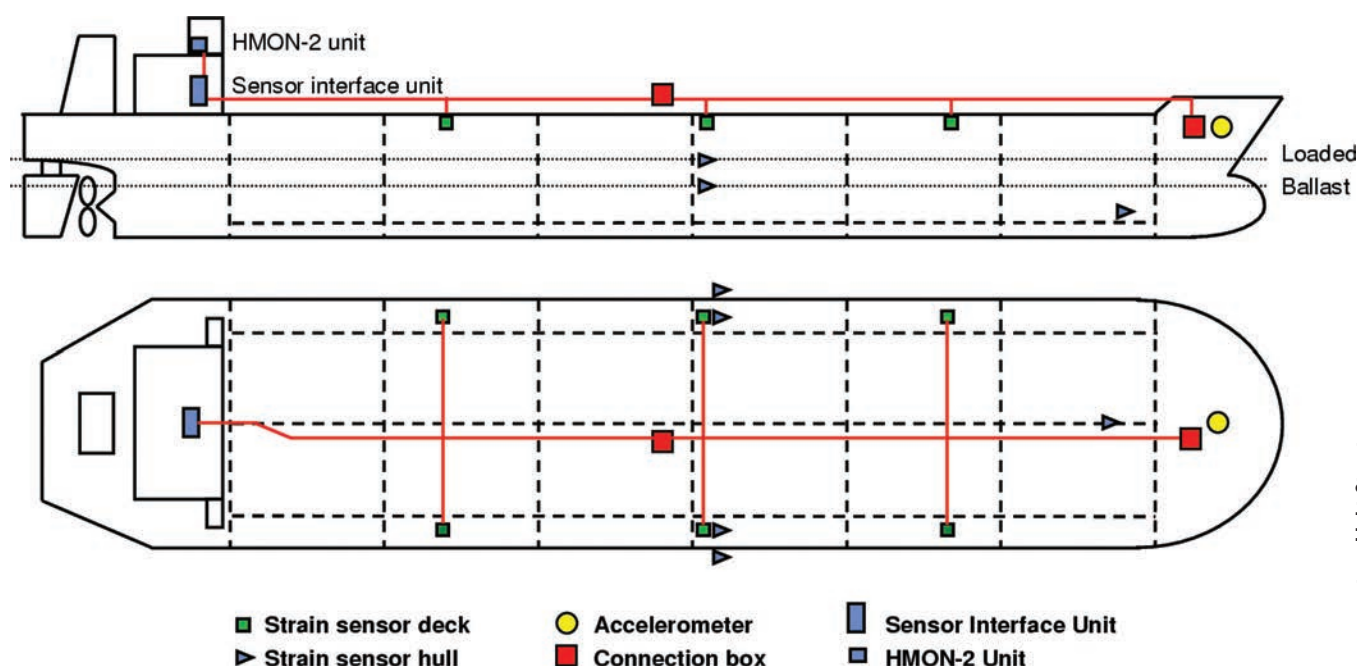 HMON-2 unit
Sensor interface unit
Loaded
Ballast
Strain sensor deck
Accelerometer
Sensor Interface Unit
Strain sensor hull
Connection box
HMON-2 Unit